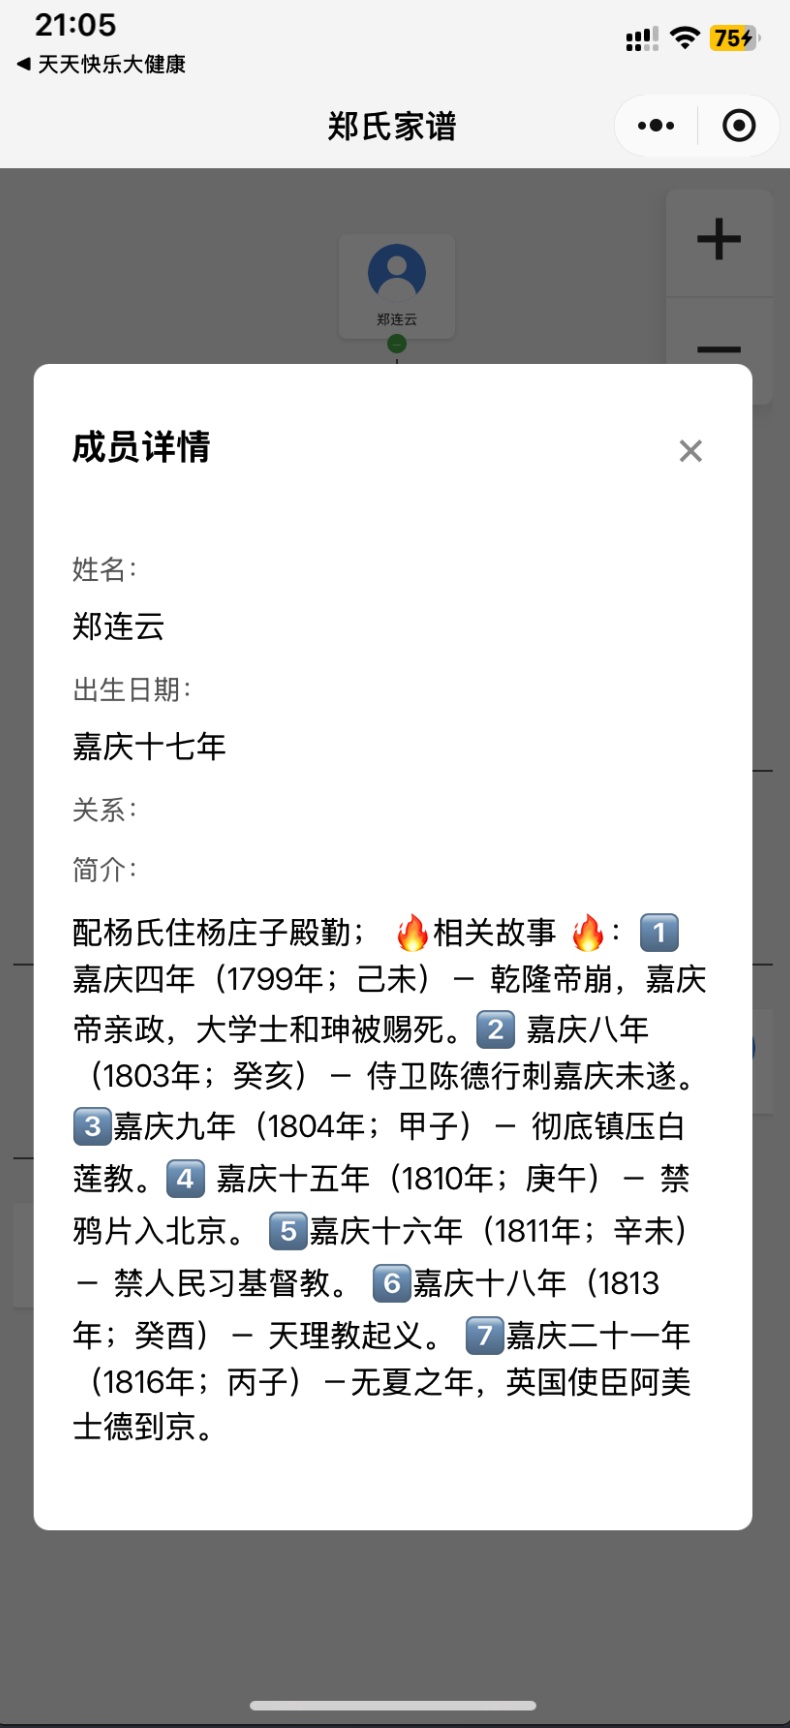 21:05
75
◀ 天天快乐大健康
郑氏家谱
郑连云
成员详情
姓名：
郑连云
出生日期：
嘉庆十七年
关系：
简介：
配杨氏住杨庄子殿勤； 🔥相关故事 🔥：1️⃣
嘉庆四年（1799年；己未）— 乾隆帝崩，嘉庆
帝亲政，大学士和珅被赐死。2️⃣ 嘉庆八年
（1803年；癸亥）— 侍卫陈德行刺嘉庆未遂。
3️⃣嘉庆九年（1804年；甲子）— 彻底镇压白
莲教。4️⃣ 嘉庆十五年（1810年；庚午）— 禁
鸦片入北京。 5️⃣嘉庆十六年（1811年；辛未）
— 禁人民习基督教。 6️⃣嘉庆十八年（1813
年；癸酉）— 天理教起义。 7️⃣嘉庆二十一年
（1816年；丙子）—无夏之年，英国使臣阿美
士德到京。